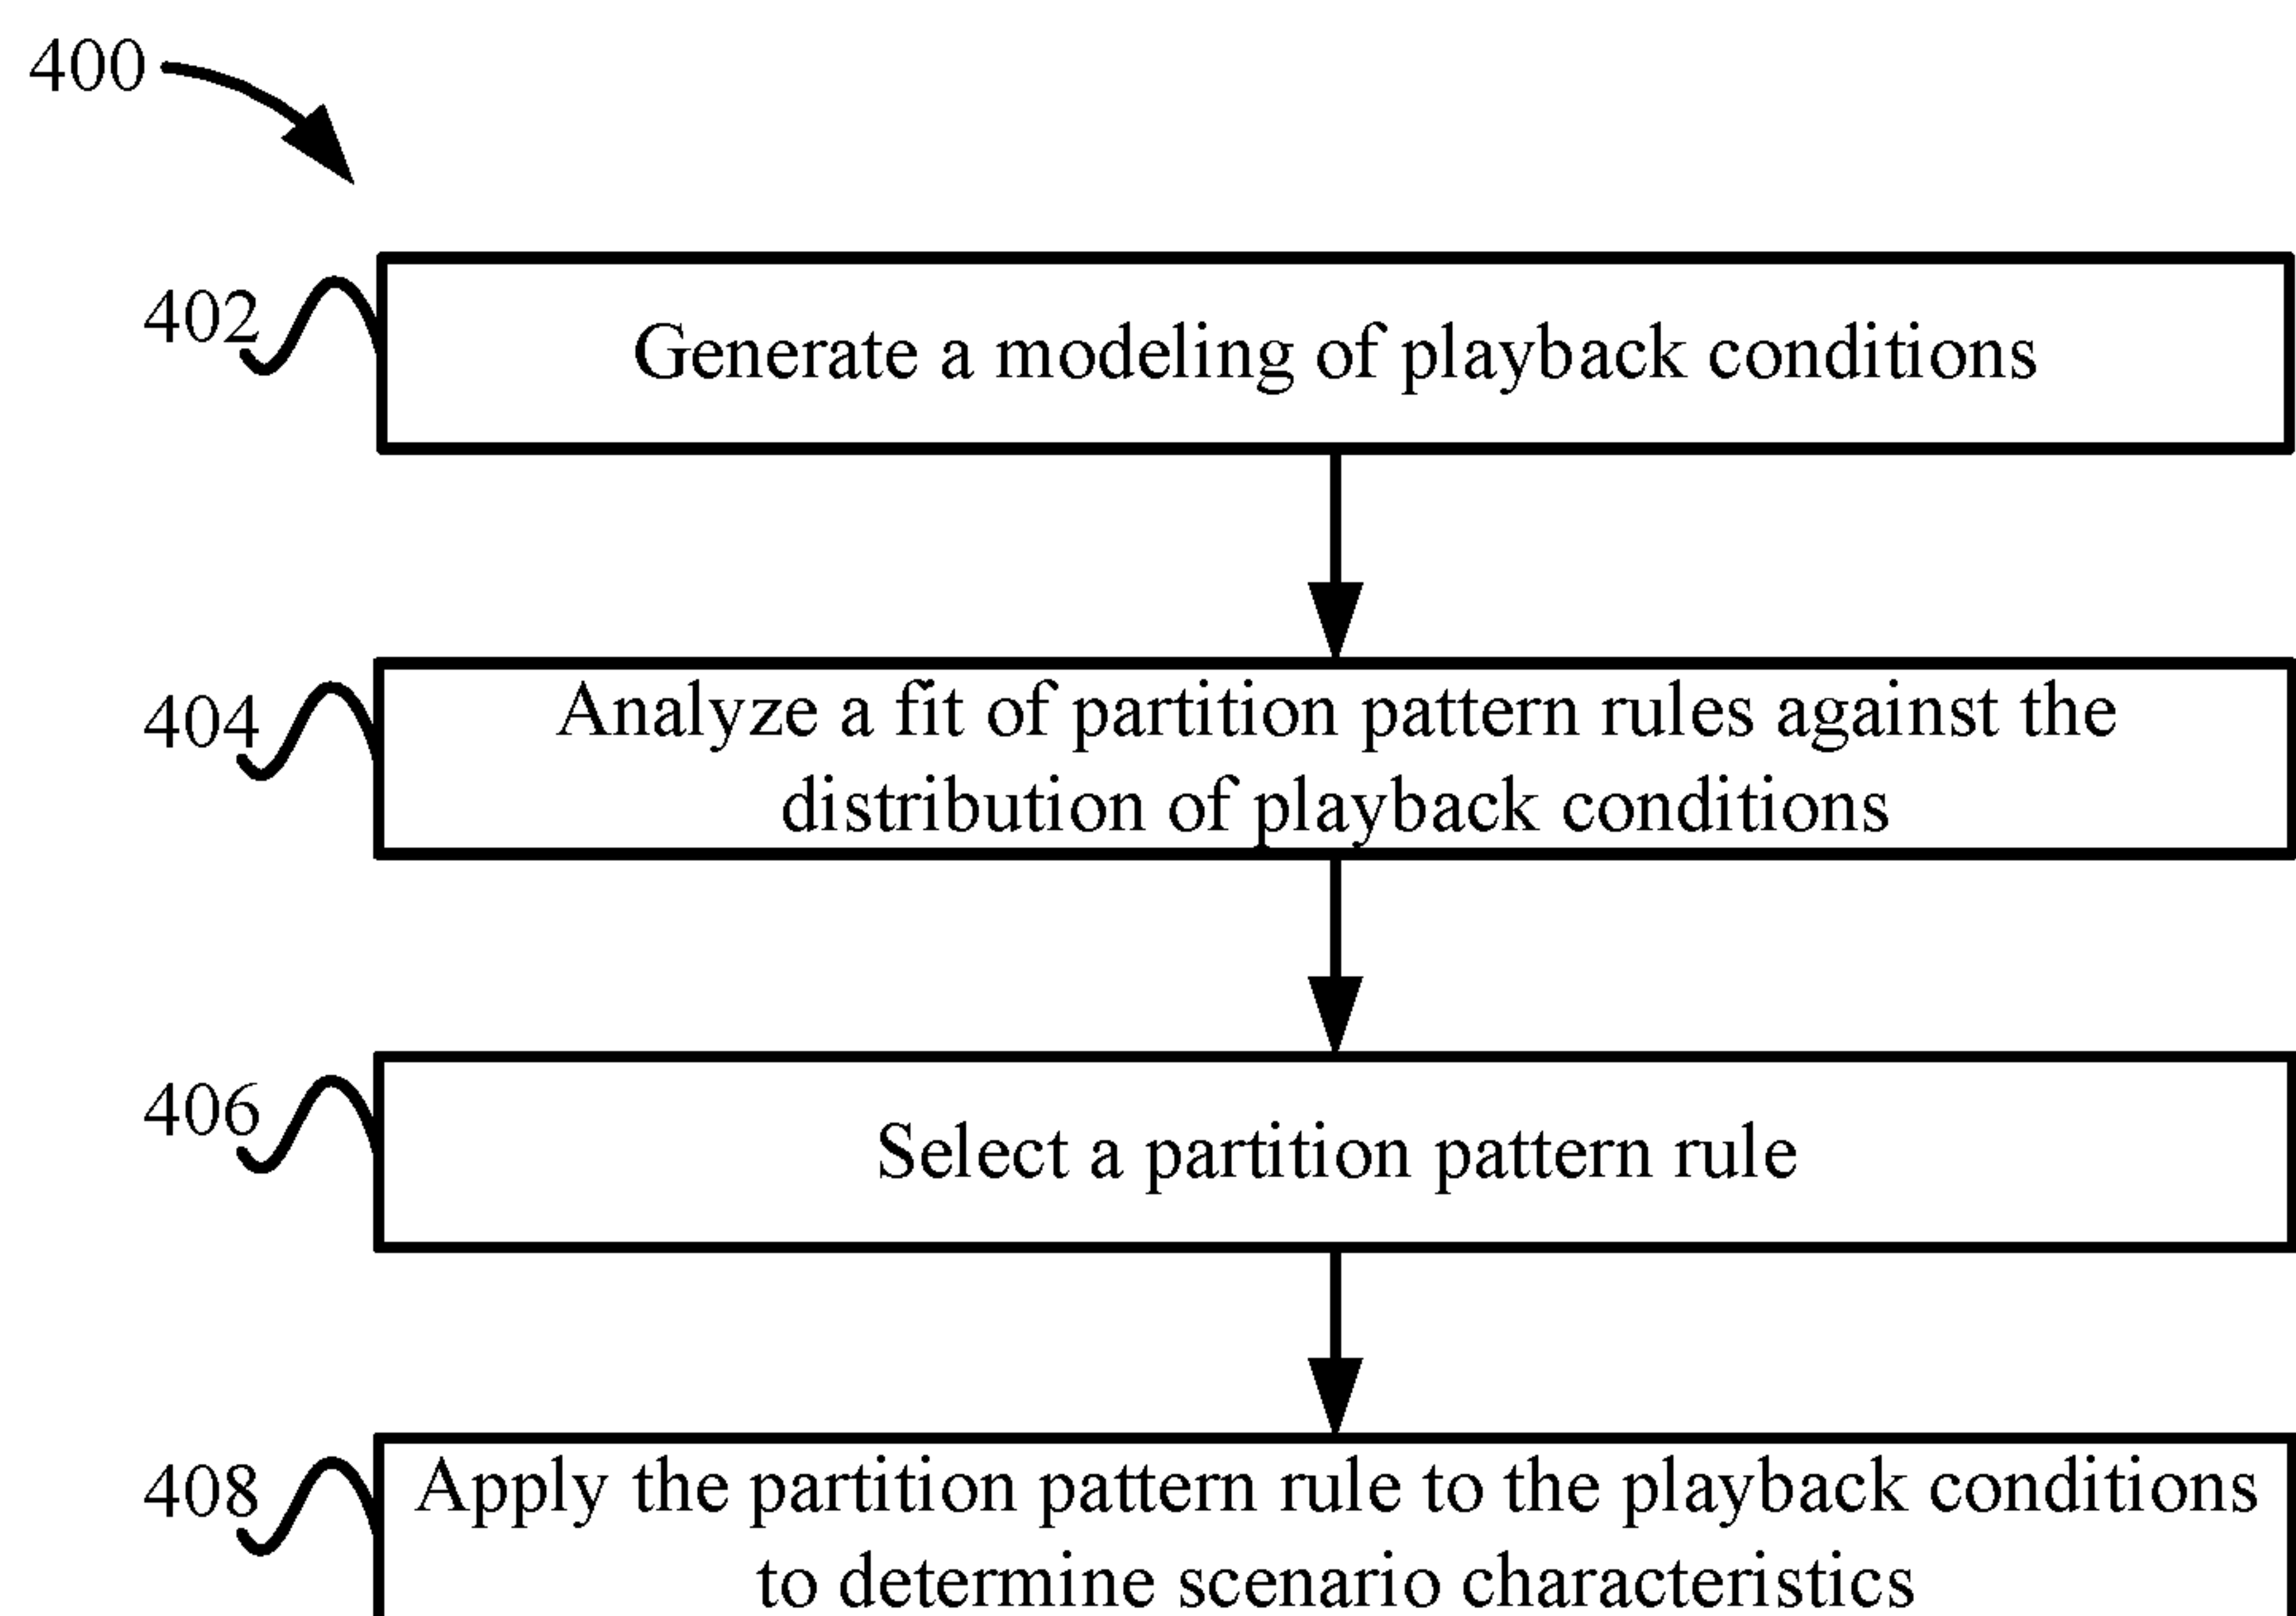 400
402
Generate a modeling of playback conditions
404
Analyze a fit of partition pattern rules against the
distribution of playback conditions
406
Select a partition pattern rule
408
Apply the partition pattern rule to the playback conditions
to determine scenario characteristics